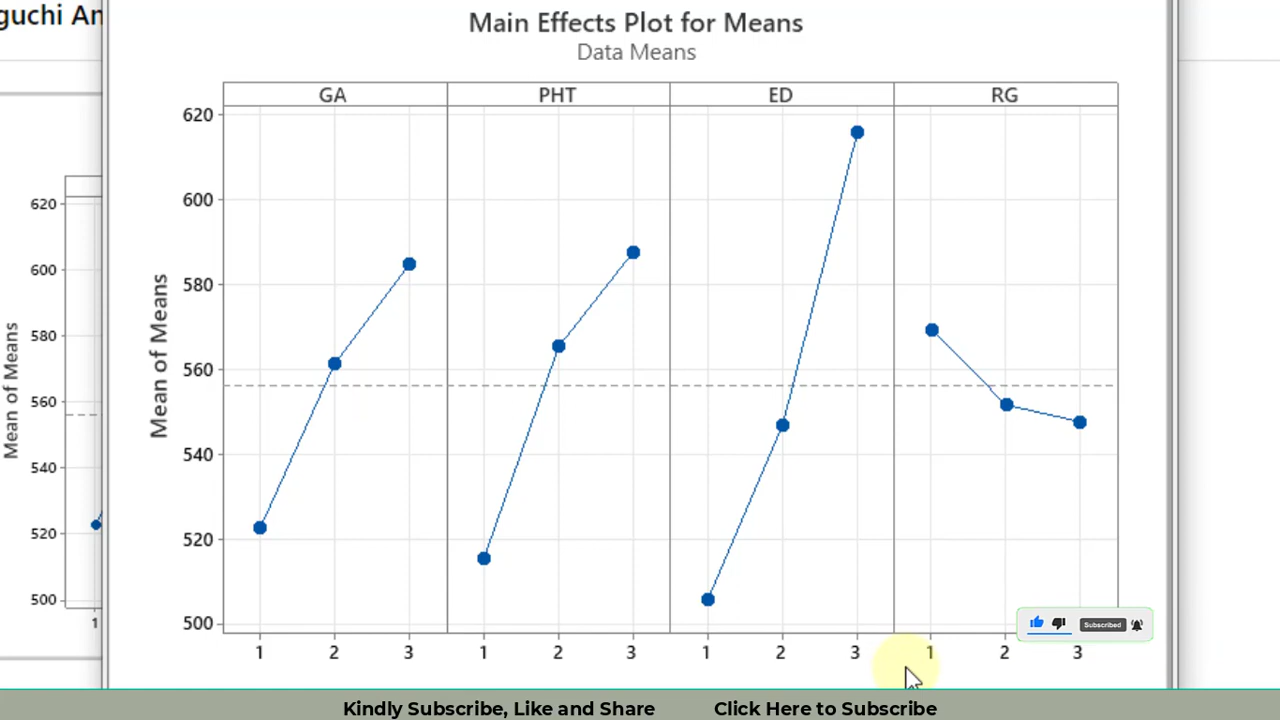 guchi An
Main Effects Plot for Means
Data Means
GA PHT ED RG
620
600
580
560
540
520
500
Mean of Means
1 2 3 1 2 3 1 2 3 1 2 3
620
600
580
560
540
520
500
Mean of Means
1
Subscribed
Kindly Subscribe, Like and Share Click Here to Subscribe